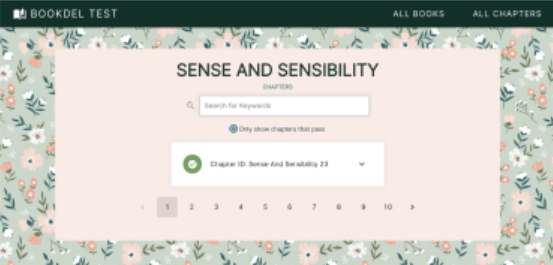 BOOKDEL TEST
ALL BOOKS ALL CHAPTERS
SENSE AND SENSIBILITY
CHAPTERS
Search for Keywords
Only show chapters that pass
Chapter ID: Sense And Sensibility 23
‹ 1 2 3 4 5 6 7 8 9 10 ›